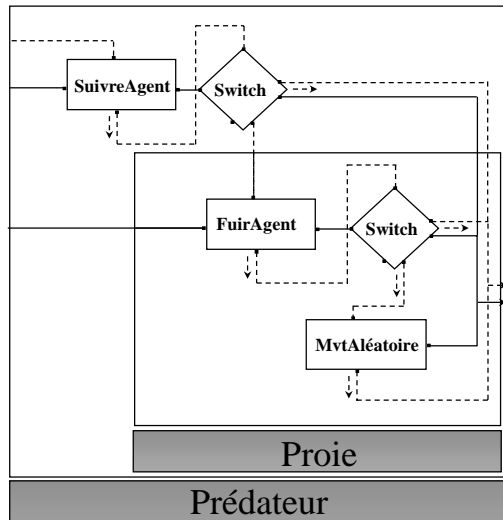 SuivreAgent
Switch
FuirAgent
Switch
MvtAléatoire
Proie
Prédateur